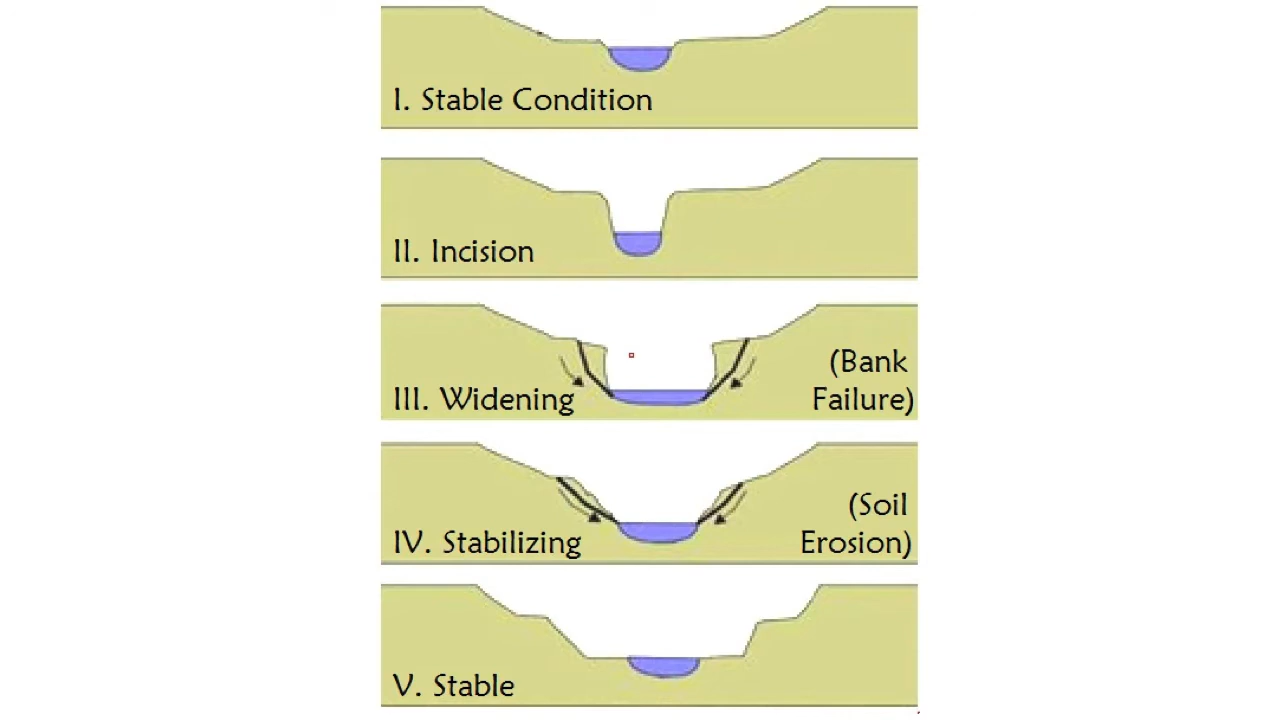 I. Stable Condition
II. Incision
III. Widening
(Bank
Failure)
IV. Stabilizing
(Soil
Erosion)
V. Stable